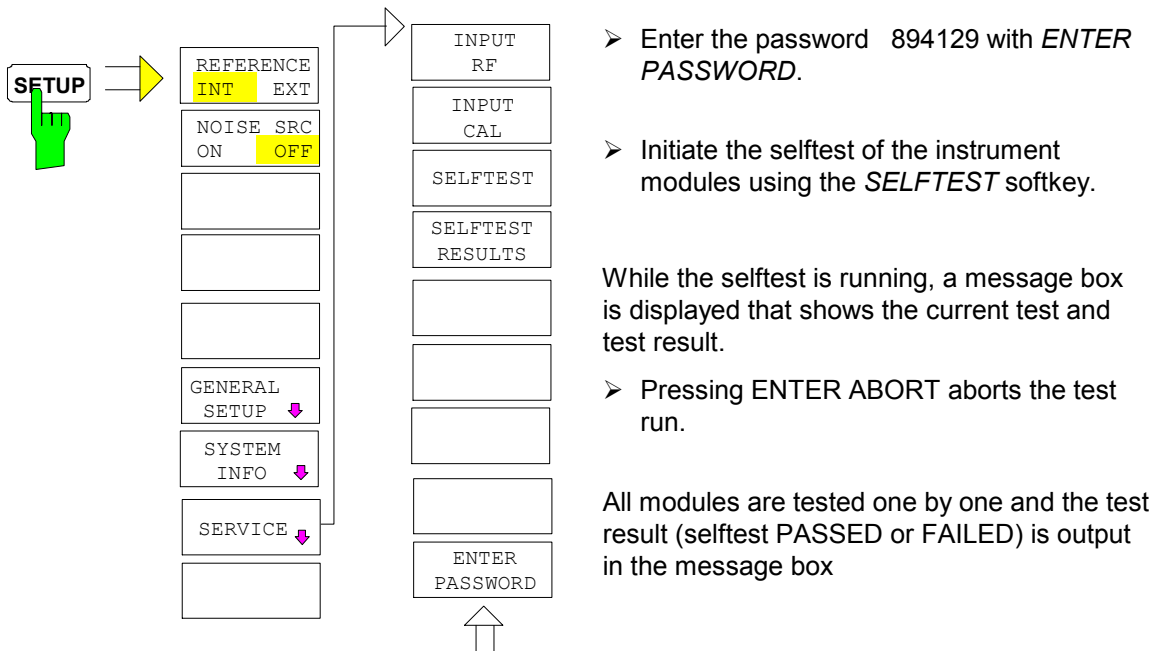 SETUP
REFERENCE
INT EXT
NOISE SRC
ON OFF
GENERAL
SETUP
SYSTEM
INFO
SERVICE
INPUT
RF
INPUT
CAL
SELFTEST
SELFTEST
RESULTS
ENTER
PASSWORD
➢ Enter the password 894129 with ENTER
PASSWORD.
➢ Initiate the selftest of the instrument
modules using the SELFTEST softkey.
While the selftest is running, a message box
is displayed that shows the current test and
test result.
➢ Pressing ENTER ABORT aborts the test
run.
All modules are tested one by one and the test
result (selftest PASSED or FAILED) is output
in the message box